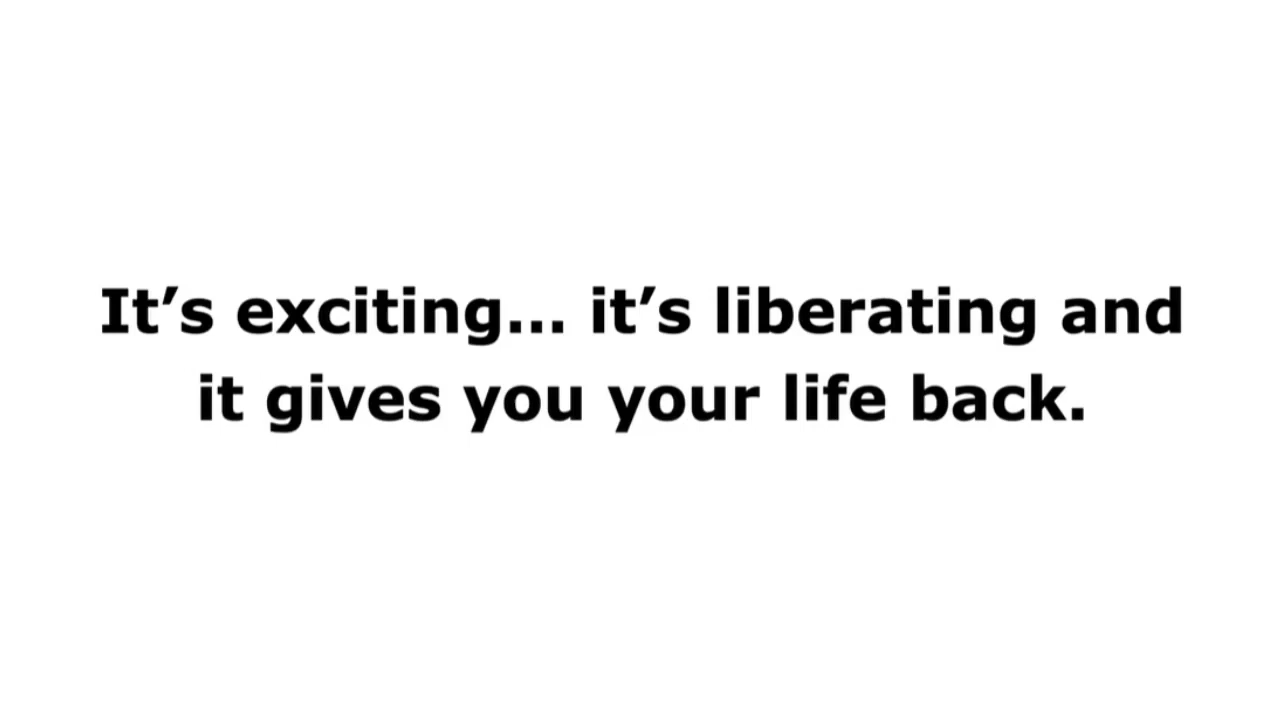 It’s exciting... it’s liberating and
it gives you your life back.